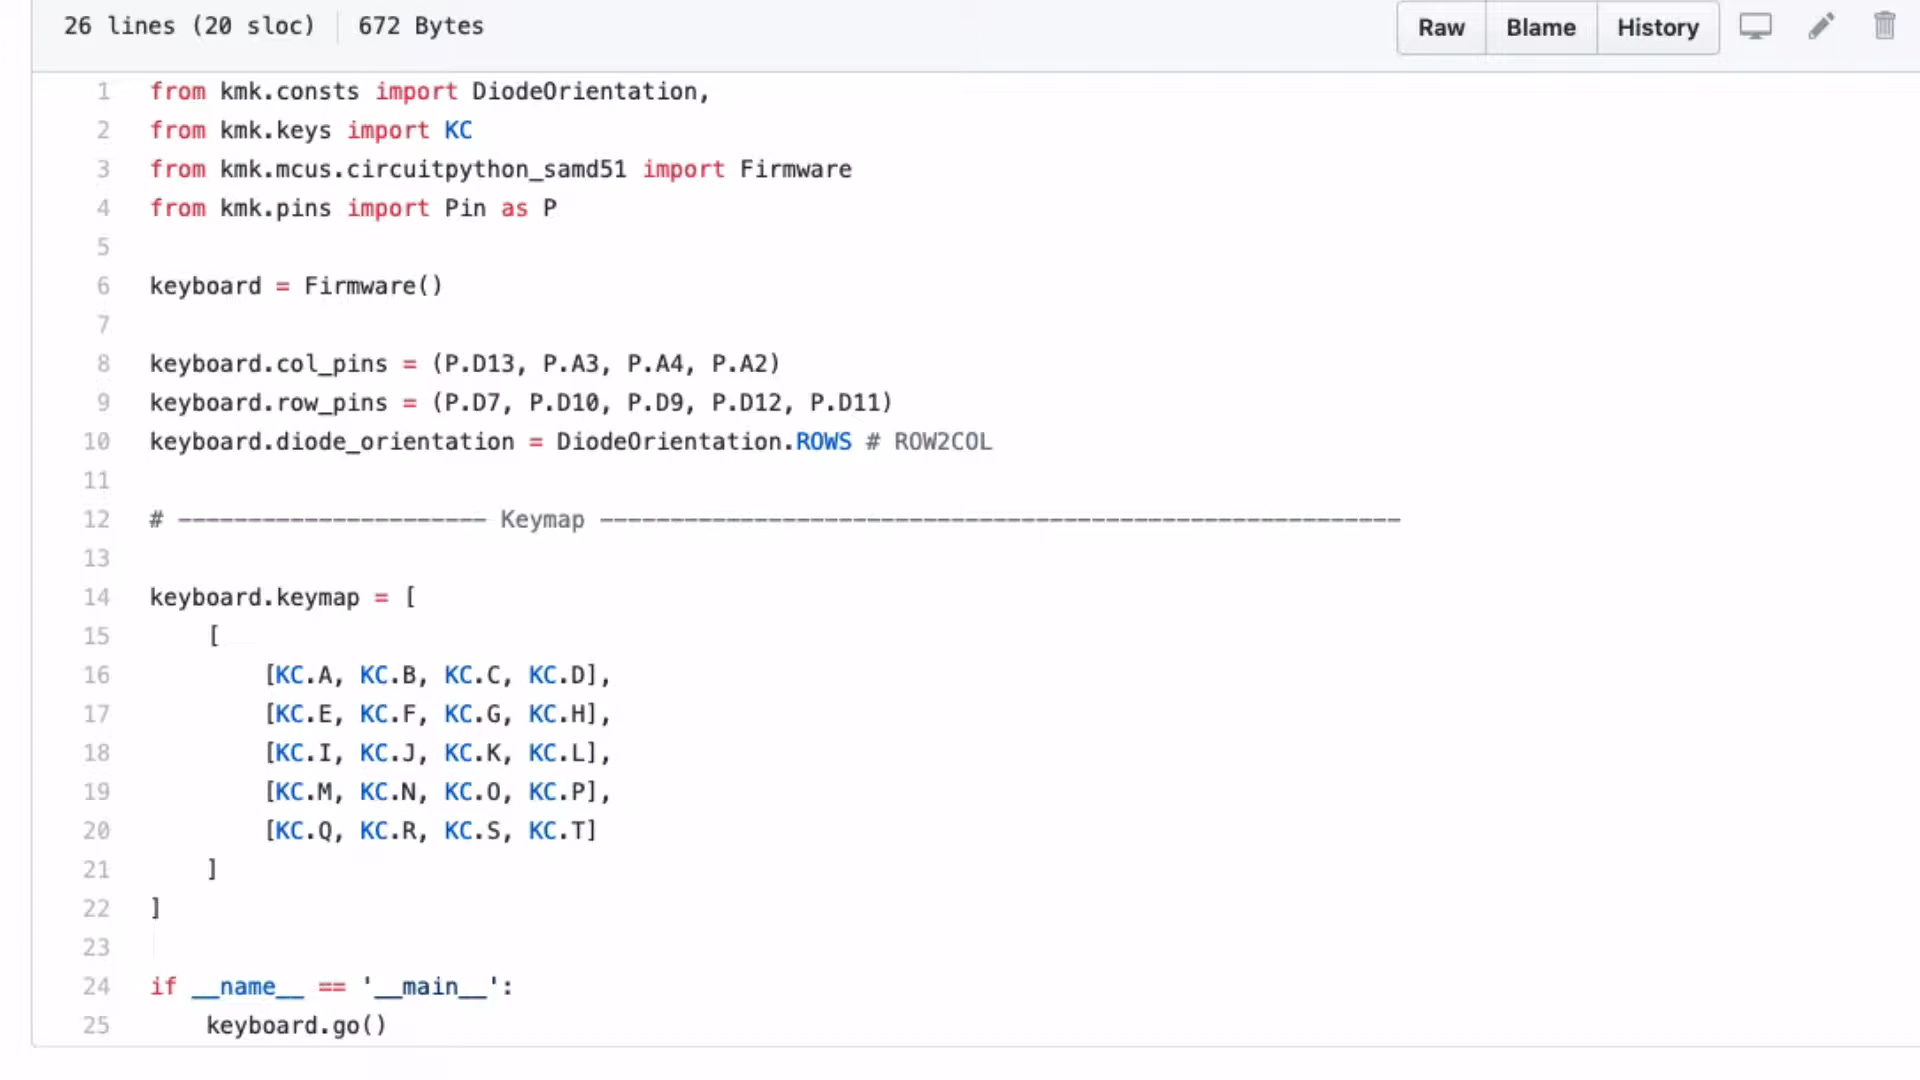 26 lines (20 sloc) 672 Bytes Raw Blame History
1 from kmk.consts import DiodeOrientation,
2 from kmk.keys import KC
3 from kmk.mcus.circuitpython_samd51 import Firmware
4 from kmk.pins import Pin as P
5
6 keyboard = Firmware()
7
8 keyboard.col_pins = (P.D13, P.A3, P.A4, P.A2)
9 keyboard.row_pins = (P.D7, P.D10, P.D9, P.D12, P.D11)
10 keyboard.diode_orientation = DiodeOrientation.ROWS # ROW2COL
11
12 # ---------------------- Keymap ---------------------------------------------------------
13
14 keyboard.keymap = [
15 [
16 [KC.A, KC.B, KC.C, KC.D],
17 [KC.E, KC.F, KC.G, KC.H],
18 [KC.I, KC.J, KC.K, KC.L],
19 [KC.M, KC.N, KC.O, KC.P],
20 [KC.Q, KC.R, KC.S, KC.T]
21 ]
22 ]
23
24 if __name__ == '__main__':
25 keyboard.go()